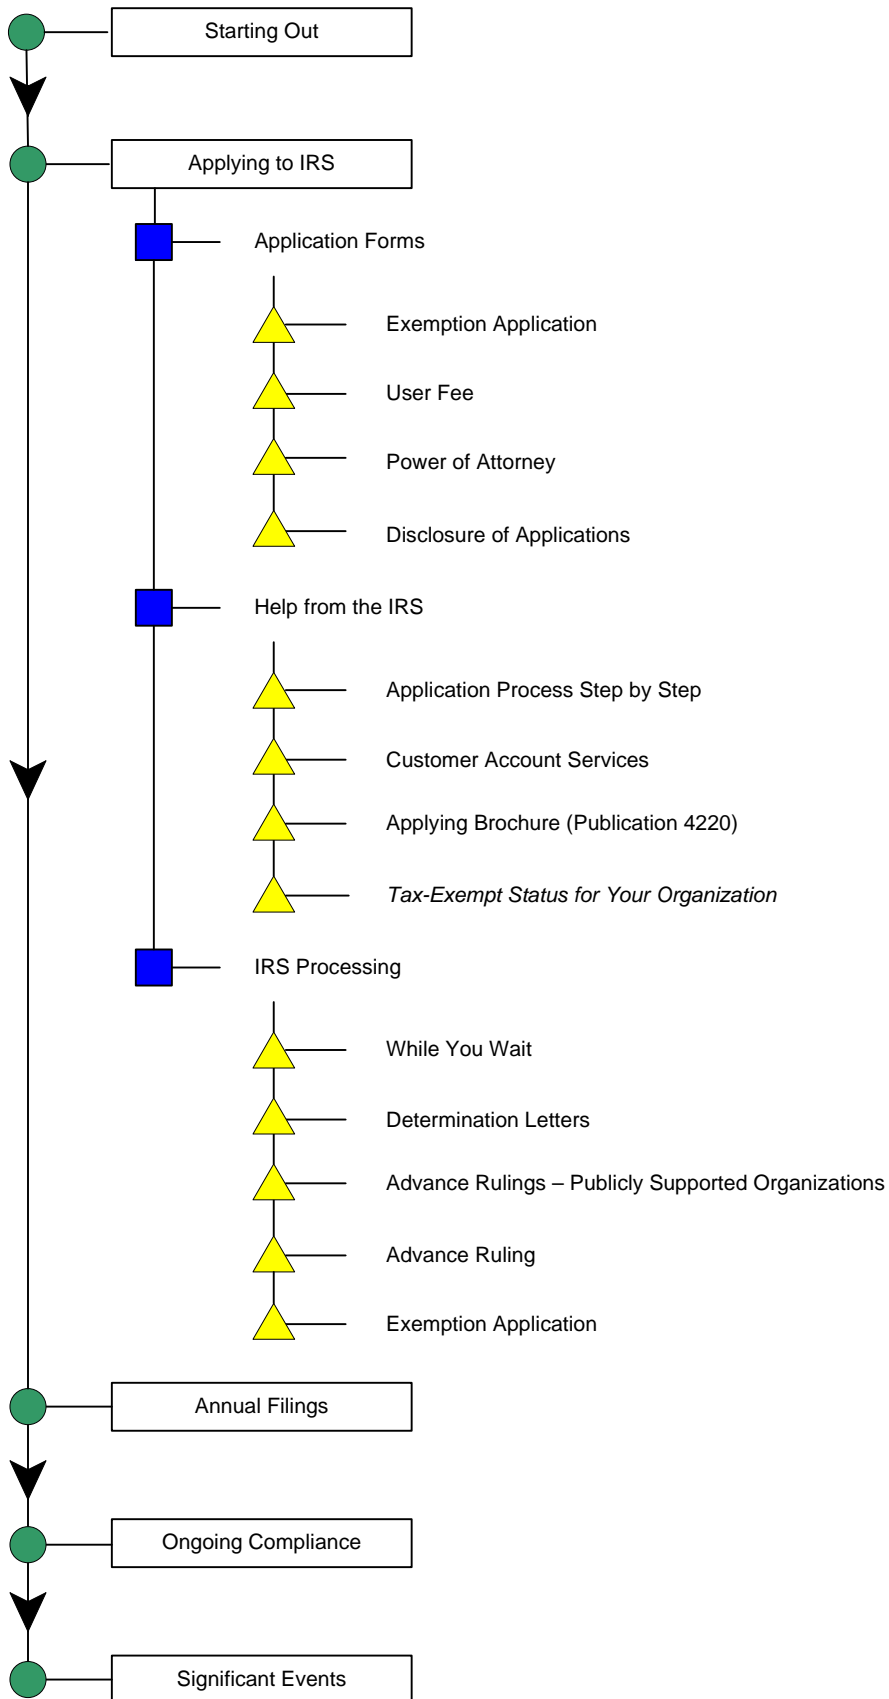 Starting Out
Applying to IRS
Application Forms
Exemption Application
User Fee
Power of Attorney
Disclosure of Applications
Help from the IRS
Application Process Step by Step
Customer Account Services
Applying Brochure (Publication 4220)
Tax-Exempt Status for Your Organization
IRS Processing
While You Wait
Determination Letters
Advance Rulings – Publicly Supported Organizations
Advance Ruling
Exemption Application
Annual Filings
Ongoing Compliance
Significant Events